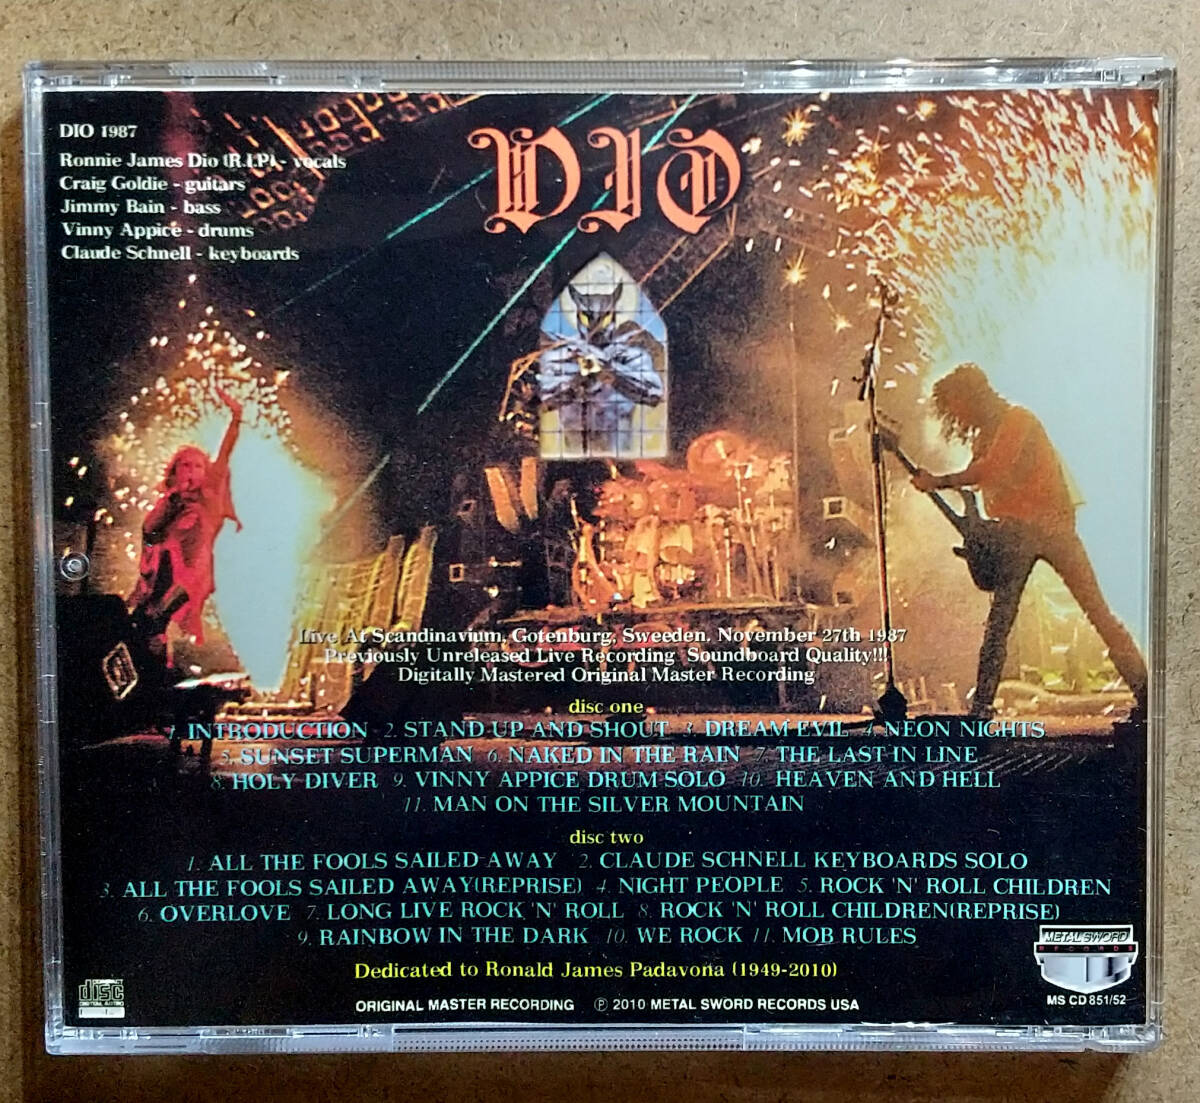 DIO 1987
Ronnie James Dio (R.I.P.) - vocals
Craig Goldie - guitars
Jimmy Bain - bass
Vinny Appice - drums
Claude Schnell - keyboards
DIO
Live At Scandinavium, Gotenburg, Sweeden. November 27th 1987
Previously Unreleased Live Recording Soundboard Quality!!!
Digitally Mastered Original Master Recording
disc one
1. INTRODUCTION 2. STAND UP AND SHOUT 3. DREAM EVIL 4. NEON NIGHTS
5. SUNSET SUPERMAN 6. NAKED IN THE RAIN 7. THE LAST IN LINE
8. HOLY DIVER 9. VINNY APPICE DRUM SOLO 10. HEAVEN AND HELL
11. MAN ON THE SILVER MOUNTAIN
disc two
1. ALL THE FOOLS SAILED AWAY 2. CLAUDE SCHNELL KEYBOARDS SOLO
3. ALL THE FOOLS SAILED AWAY(REPRISE) 4. NIGHT PEOPLE 5. ROCK 'N' ROLL CHILDREN
6. OVERLOVE 7. LONG LIVE ROCK 'N' ROLL 8. ROCK 'N' ROLL CHILDREN(REPRISE)
9. RAINBOW IN THE DARK 10. WE ROCK 11. MOB RULES
Dedicated to Ronald James Padavona (1949-2010)
ORIGINAL MASTER RECORDING ℗ 2010 METAL SWORD RECORDS USA
COMPACT
disc
DIGITAL AUDIO
METAL SWORD
RECORDS
MS CD 851/52